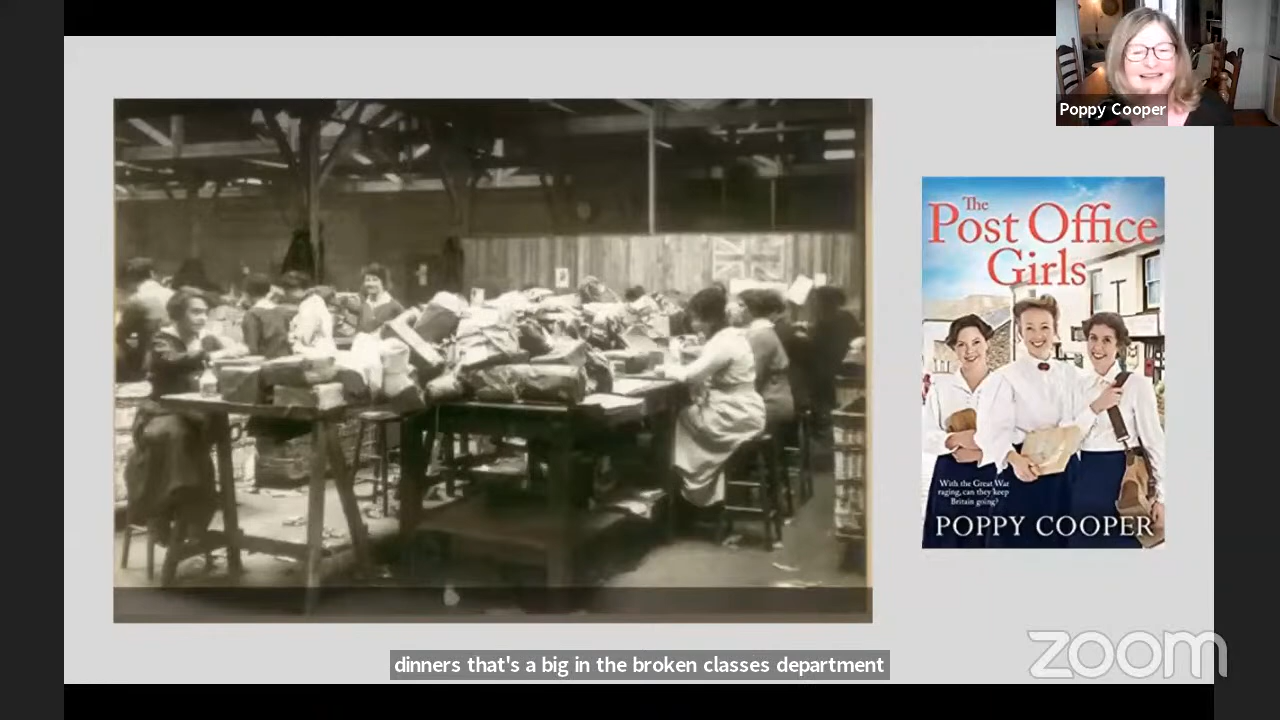 Poppy Cooper
The
Post Office
Girls
With the Great War
raging, can they keep
Britain going?
POPPY COOPER
dinners that's a big in the broken classes department
zoom